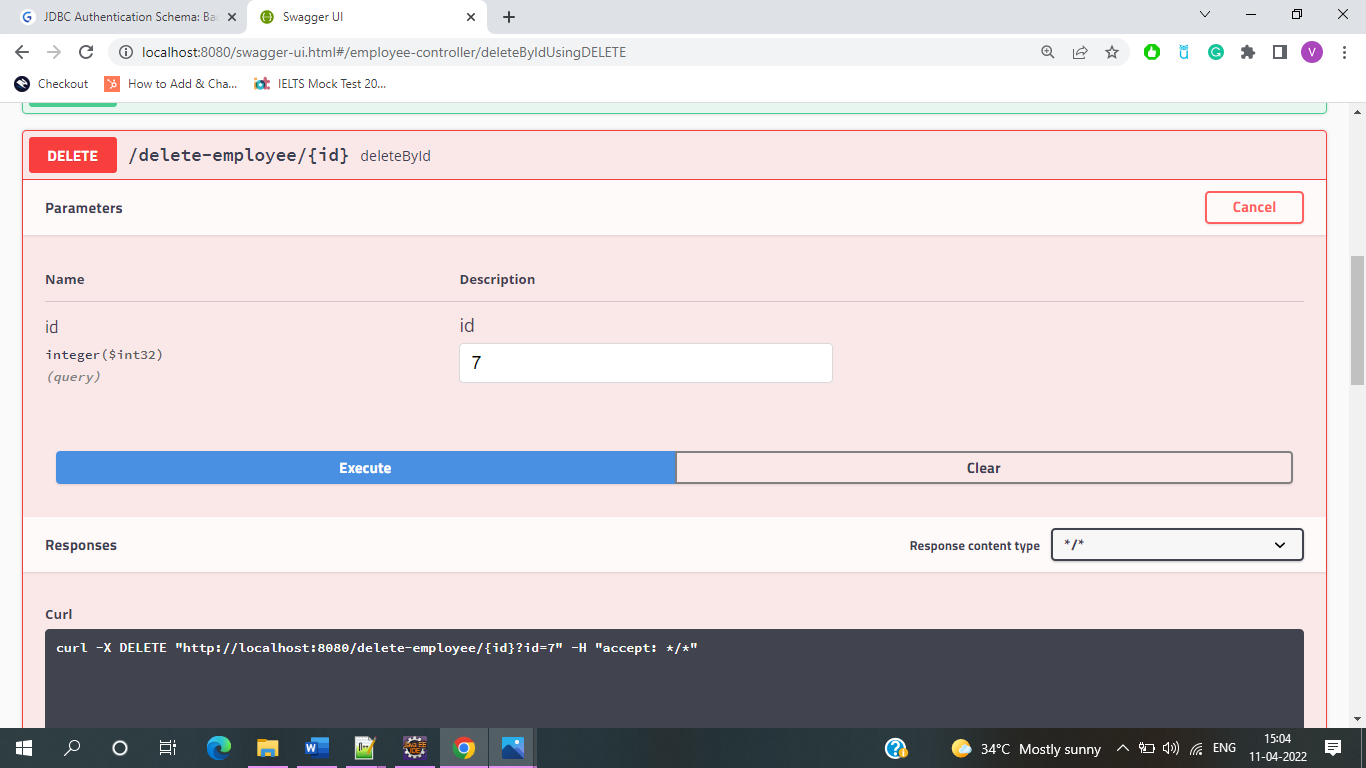 JDBC Authentication Schema: Ba
Swagger UI
localhost:8080/swagger-ui.html#/employee-controller/deleteByIdUsingDELETE
V
Checkout
How to Add & Cha...
IELTS Mock Test 20...
DELETE /delete-employee/{id} deleteById
Parameters
Cancel
Name Description
id
integer($int32)
(query)
id
7
Execute Clear
Responses
Response content type */*
Curl
curl -X DELETE "http://localhost:8080/delete-employee/{id}?id=7" -H "accept: */*"
34°C Mostly sunny
ENG
15:04
11-04-2022